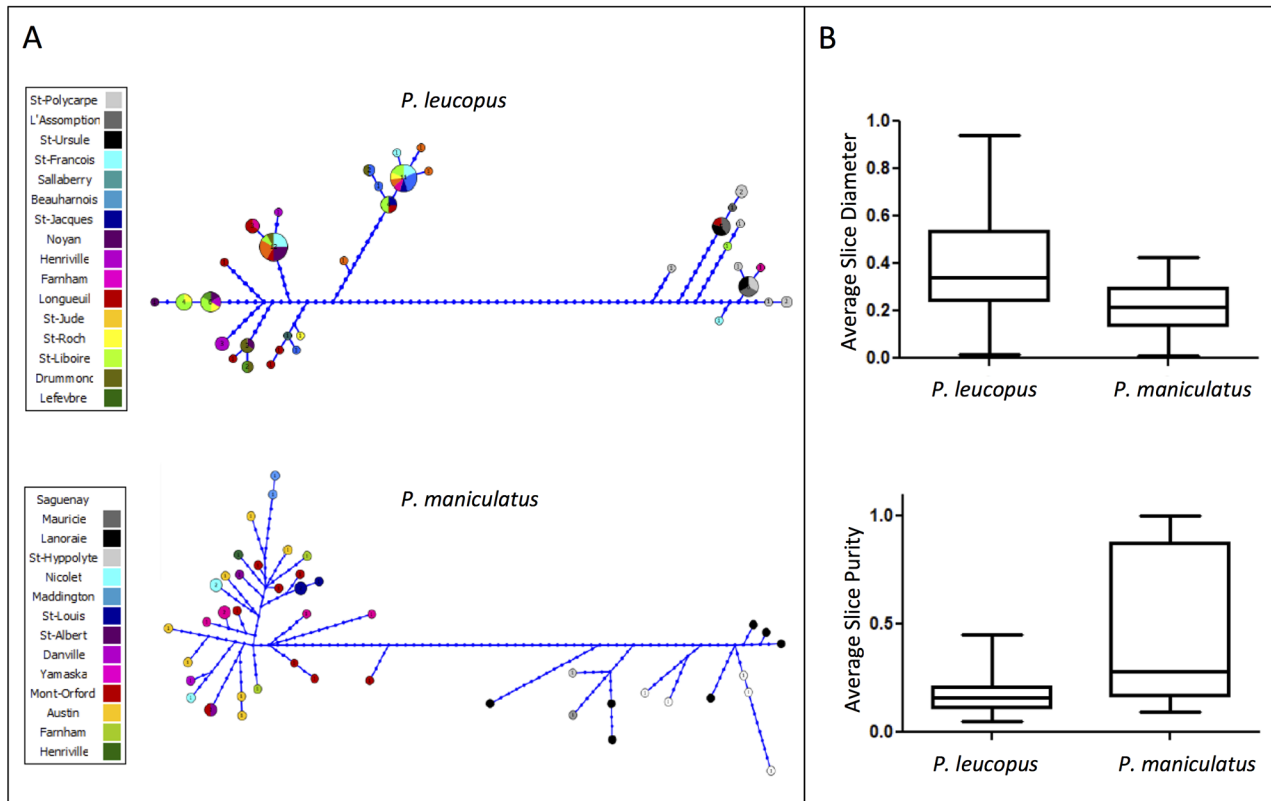 A
P. leucopus
St-Polycarpe
L'Assomption
St-Ursule
St-Francois
Sallaberry
Beauharnois
St-Jacques
Noyan
Henriville
Farnham
Longueuil
St-Jude
St-Roch
St-Liboire
Drummond
Lefevbre
P. maniculatus
Saguenay
Mauricie
Lanoraie
St-Hyppolyte
Nicolet
Maddington
St-Louis
St-Albert
Danville
Yamaska
Mont-Orford
Austin
Farnham
Henriville
B
Average Slice Diameter
1.0
0.8
0.6
0.4
0.2
0.0
P. leucopus P. maniculatus
Average Slice Purity
1.0
0.5
0.0
P. leucopus P. maniculatus